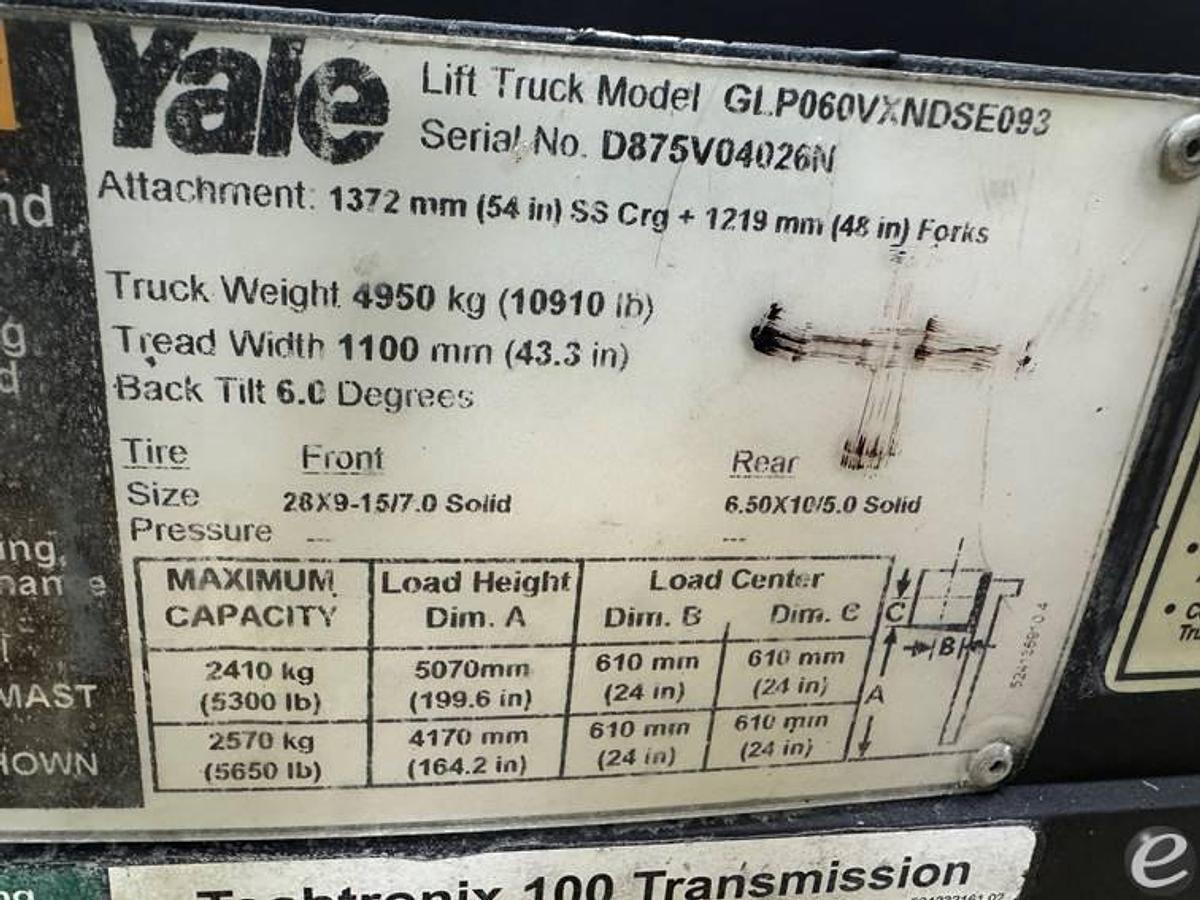 Yale
Lift Truck Model GLP060VXNDSE093
Serial No. D875V04026N
Attachment: 1372 mm (54 in) SS Crg + 1219 mm (48 in) Forks
Truck Weight 4950 kg (10910 lb)
Tread Width 1100 mm (43.3 in)
Back Tilt 6.0 Degrees
Tire Front Rear
Size 28X9-15/7.0 Solid 6.50X10/5.0 Solid
Pressure --- ---
MAXIMUM CAPACITY
Load Height Dim. A
Load Center
Dim. B Dim. C
2410 kg 5070mm 610 mm 610 mm
(5300 lb) (199.6 in) (24 in) (24 in)
2570 kg 4170 mm 610 mm 610 mm
(5650 lb) (164.2 in) (24 in) (24 in)
C
B
A
MAST
Techtronix 100 Transmission
e